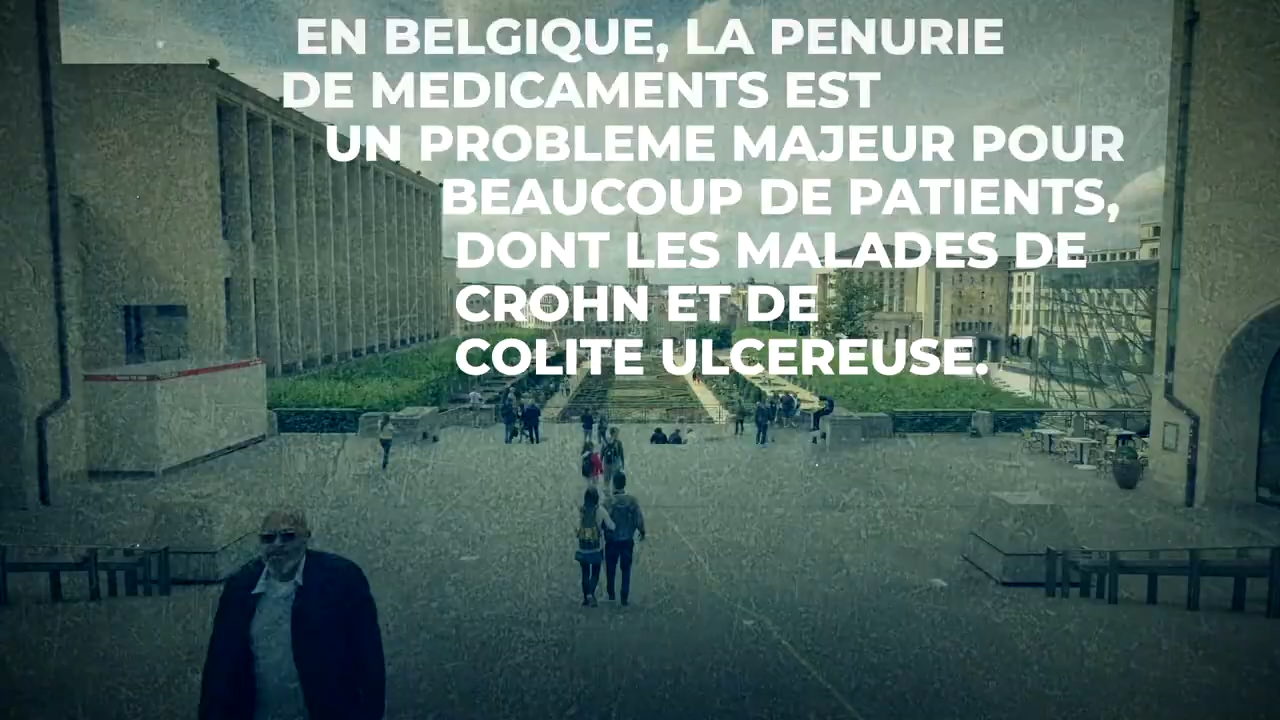 EN BELGIQUE, LA PENURIE
DE MEDICAMENTS EST
UN PROBLEME MAJEUR POUR
BEAUCOUP DE PATIENTS,
DONT LES MALADES DE
CROHN ET DE
COLITE ULCEREUSE.